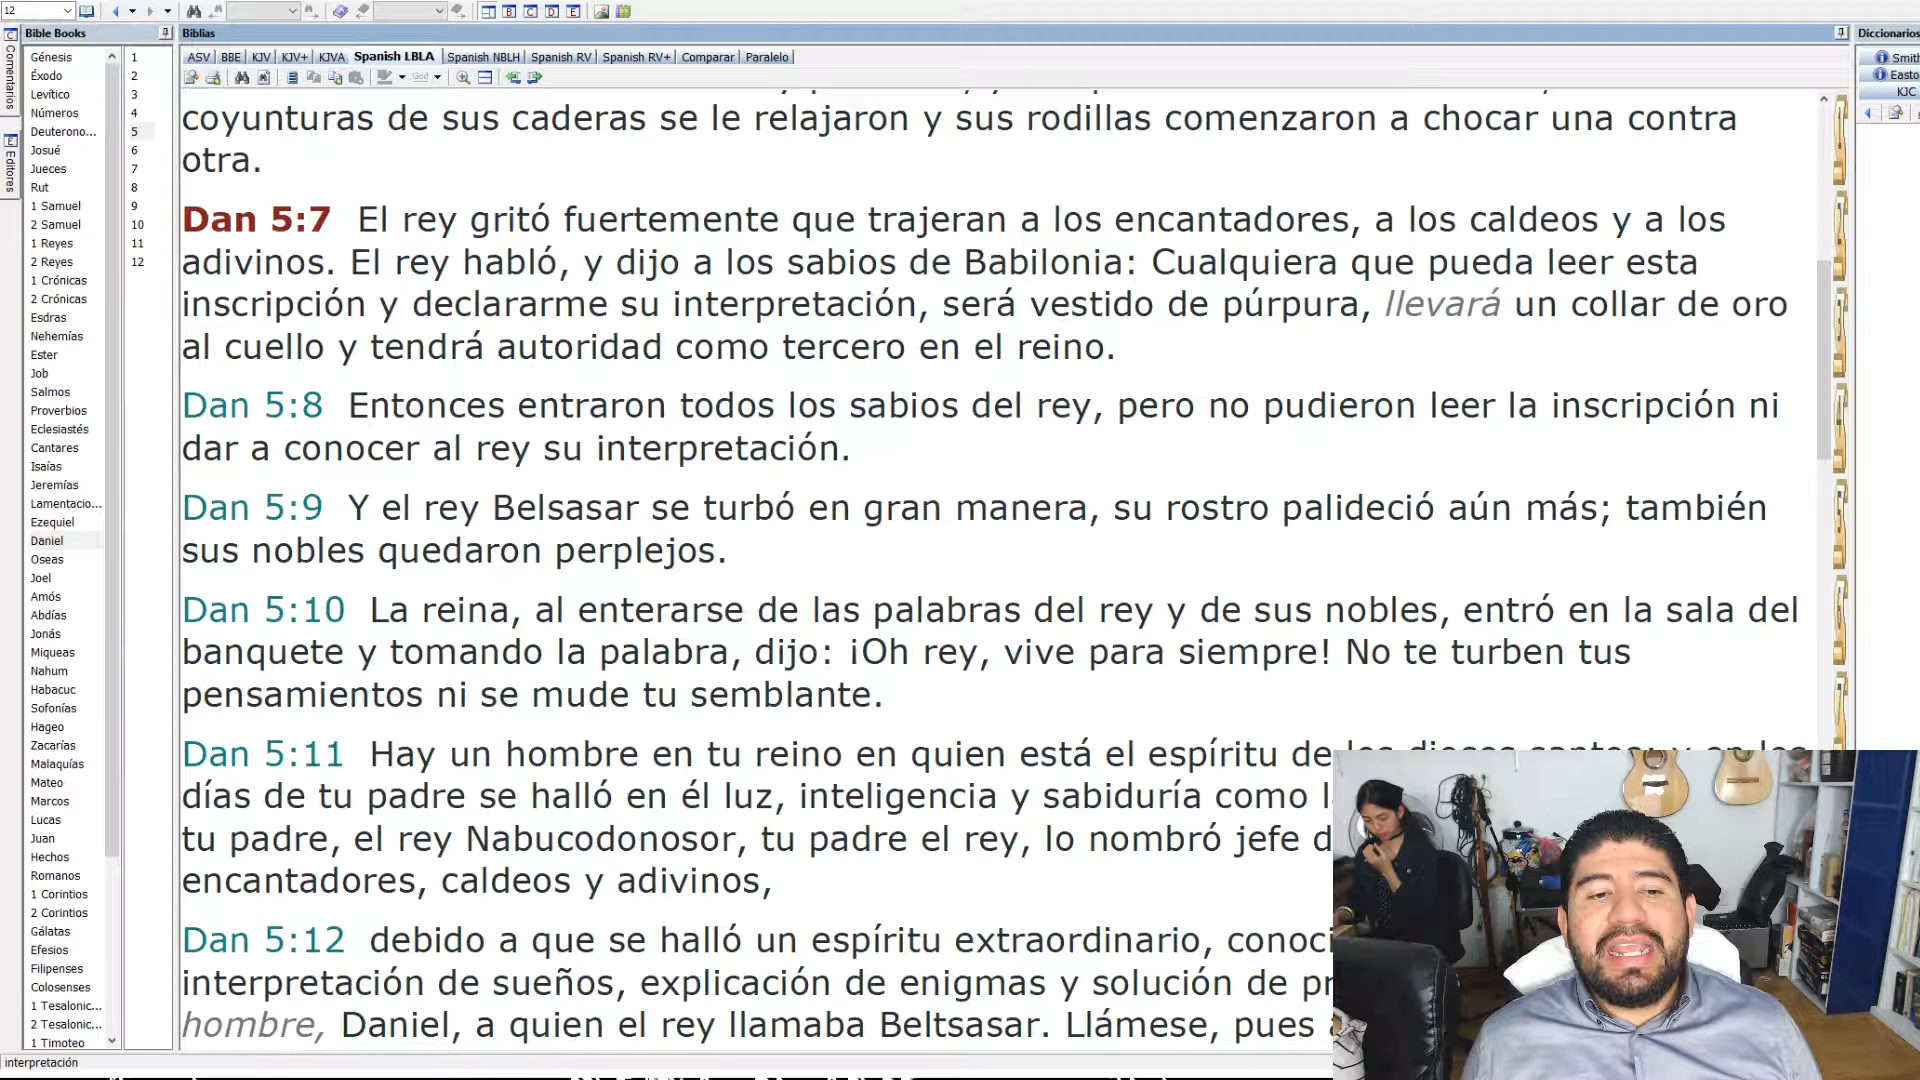 12
Bible Books
Biblias
Diccionarios
Comentarios
Editores
ASV BBE KJV KJV+ KJVA Spanish LBLA Spanish NBLH Spanish RV Spanish RV+ Comparar Paralelo
Smith
Easto
KJC
Génesis 1
Éxodo 2
Levítico 3
Números 4
Deuterono... 5
Josué 6
Jueces 7
Rut 8
1 Samuel 9
2 Samuel 10
1 Reyes 11
2 Reyes 12
1 Crónicas
2 Crónicas
Esdras
Nehemías
Ester
Job
Salmos
Proverbios
Eclesiastés
Cantares
Isaías
Jeremías
Lamentacio...
Ezequiel
Daniel
Oseas
Joel
Amós
Abdías
Jonás
Miqueas
Nahum
Habacuc
Sofonías
Hageo
Zacarías
Malaquías
Mateo
Marcos
Lucas
Juan
Hechos
Romanos
1 Corintios
2 Corintios
Gálatas
Efesios
Filipenses
Colosenses
1 Tesalonic...
2 Tesalonic...
1 Timoteo
coyunturas de sus caderas se le relajaron y sus rodillas comenzaron a chocar una contra
otra.
Dan 5:7 El rey gritó fuertemente que trajeran a los encantadores, a los caldeos y a los
adivinos. El rey habló, y dijo a los sabios de Babilonia: Cualquiera que pueda leer esta
inscripción y declararme su interpretación, será vestido de púrpura, llevará un collar de oro
al cuello y tendrá autoridad como tercero en el reino.
Dan 5:8 Entonces entraron todos los sabios del rey, pero no pudieron leer la inscripción ni
dar a conocer al rey su interpretación.
Dan 5:9 Y el rey Belsasar se turbó en gran manera, su rostro palideció aún más; también
sus nobles quedaron perplejos.
Dan 5:10 La reina, al enterarse de las palabras del rey y de sus nobles, entró en la sala del
banquete y tomando la palabra, dijo: ¡Oh rey, vive para siempre! No te turben tus
pensamientos ni se mude tu semblante.
Dan 5:11 Hay un hombre en tu reino en quien está el espíritu de los dioses santos; y en los
días de tu padre se halló en él luz, inteligencia y sabiduría como
tu padre, el rey Nabucodonosor, tu padre el rey, lo nombró jefe
encantadores, caldeos y adivinos,
Dan 5:12 debido a que se halló un espíritu extraordinario,
interpretación de sueños, explicación de enigmas y solución de
hombre, Daniel, a quien el rey llamaba Beltsasar. Llámese, pues
interpretación